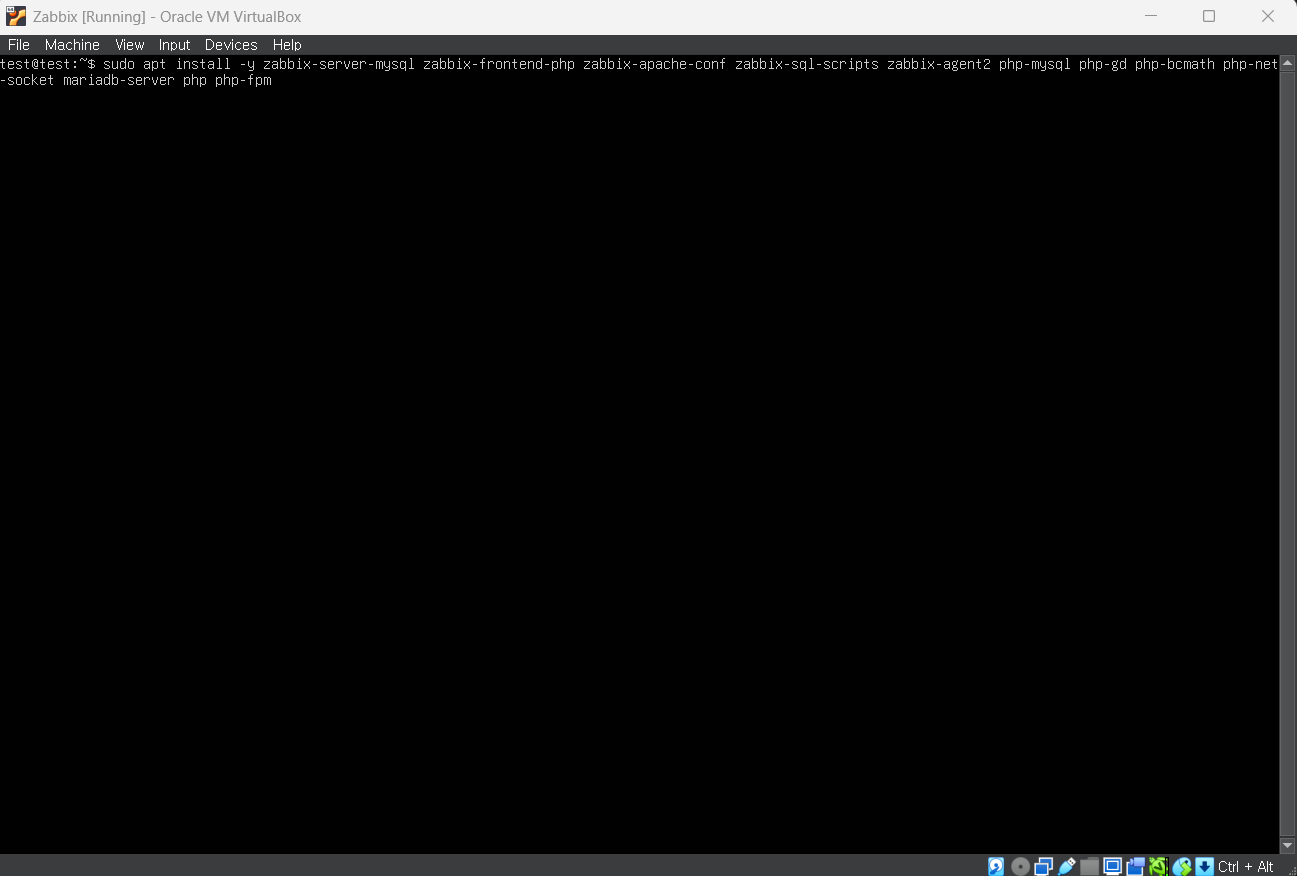 Zabbix [Running] - Oracle VM VirtualBox
File Machine View Input Devices Help
test@test:~$ sudo apt install -y zabbix-server-mysql zabbix-frontend-php zabbix-apache-conf zabbix-sql-scripts zabbix-agent2 php-mysql php-gd php-bcmath php-net
-socket mariadb-server php php-fpm
Ctrl + Alt